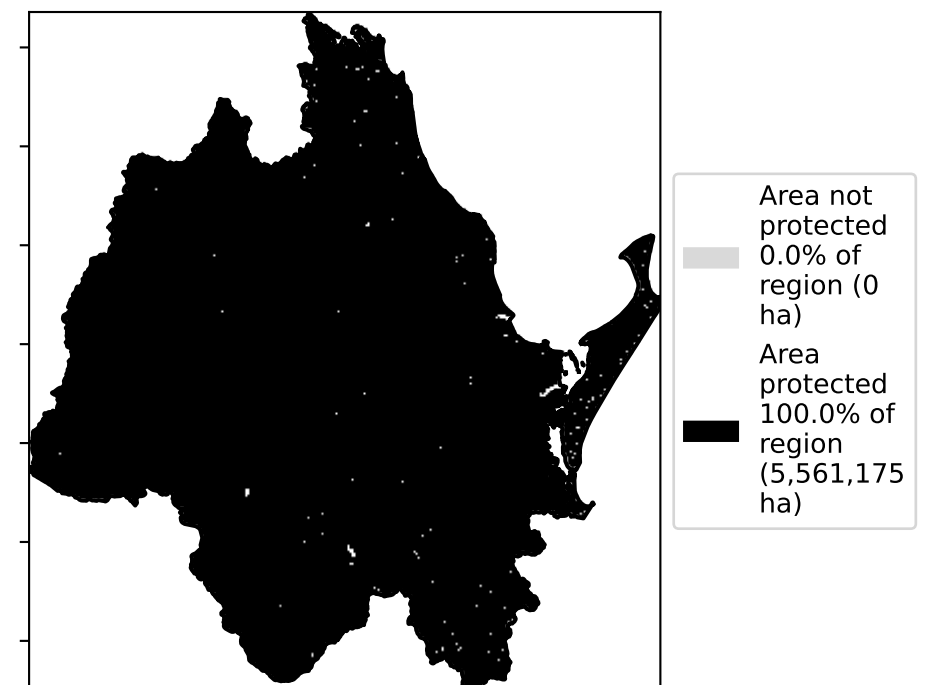 Area not
protected
0.0% of
region (0
ha)
Area
protected
100.0% of
region
(5,561,175
ha)